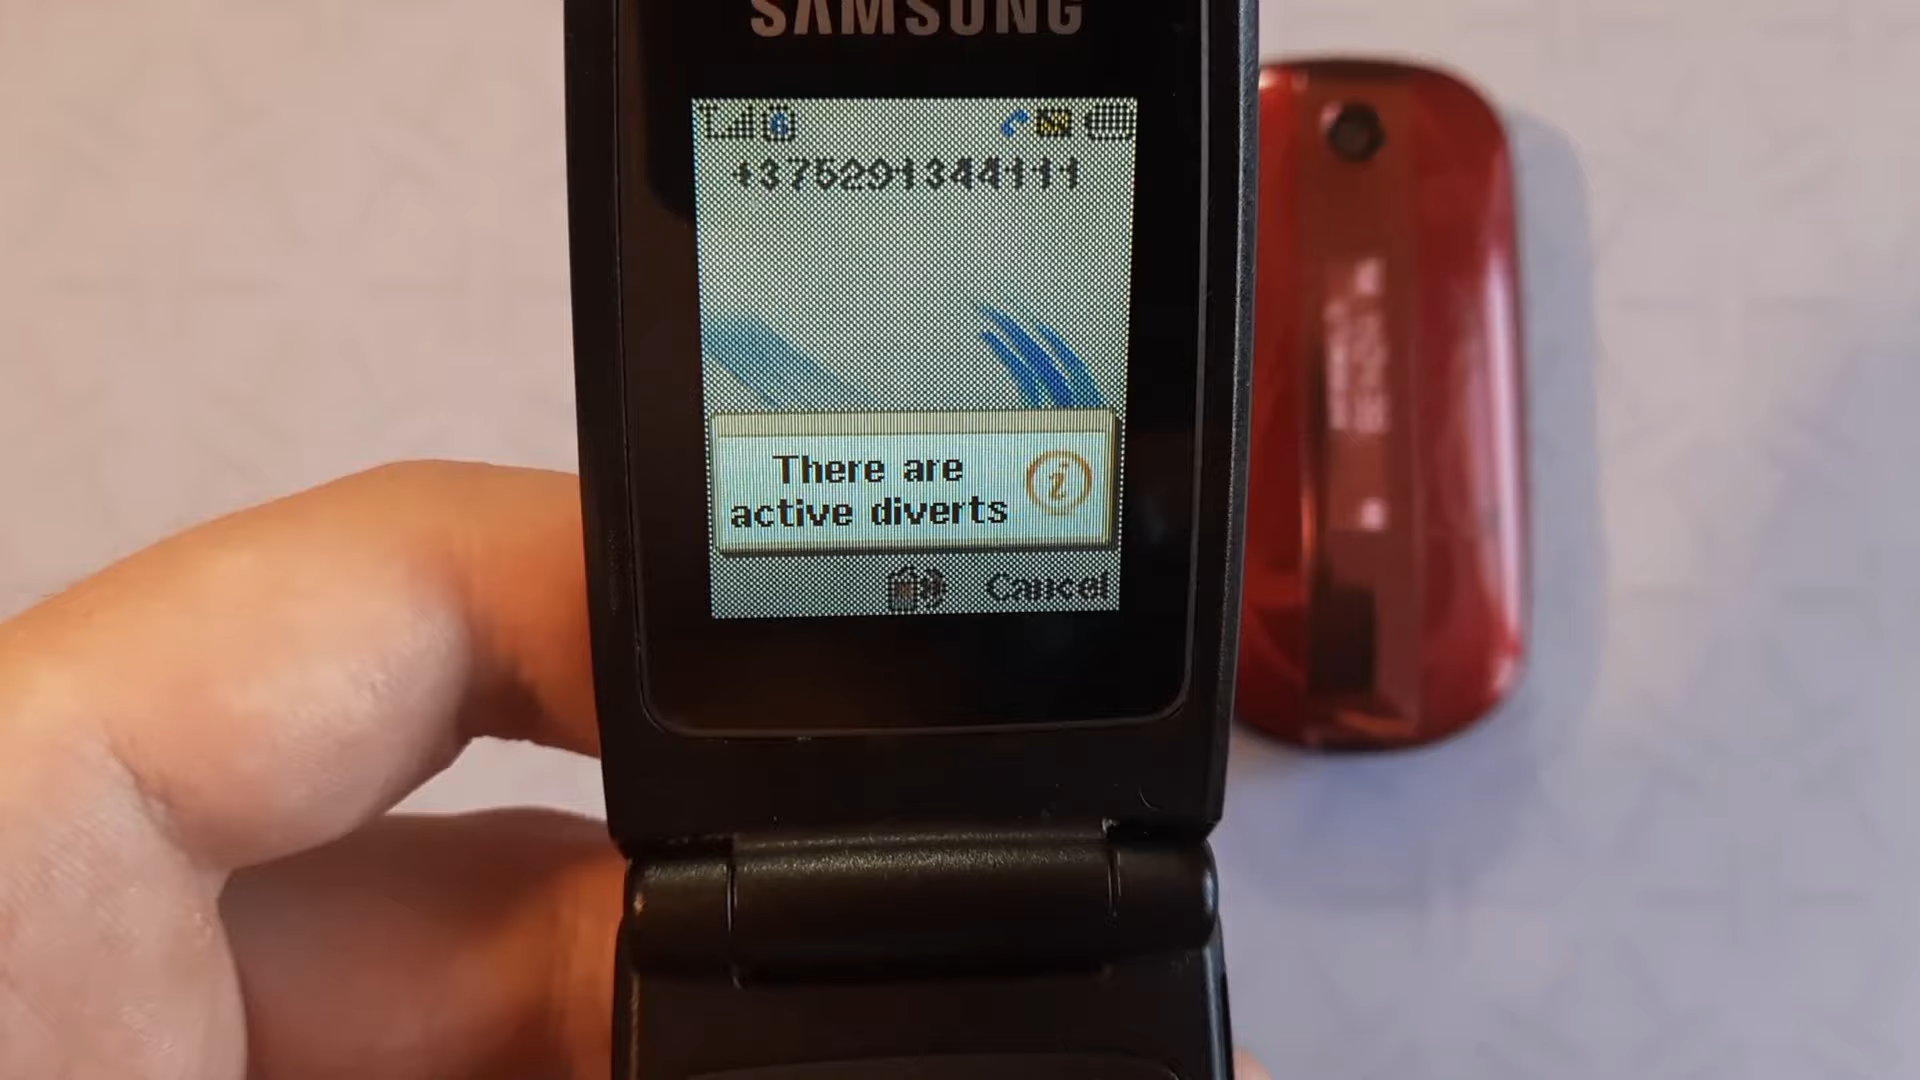 SAMSUNG
+375291344111
There are
active diverts
Cancel